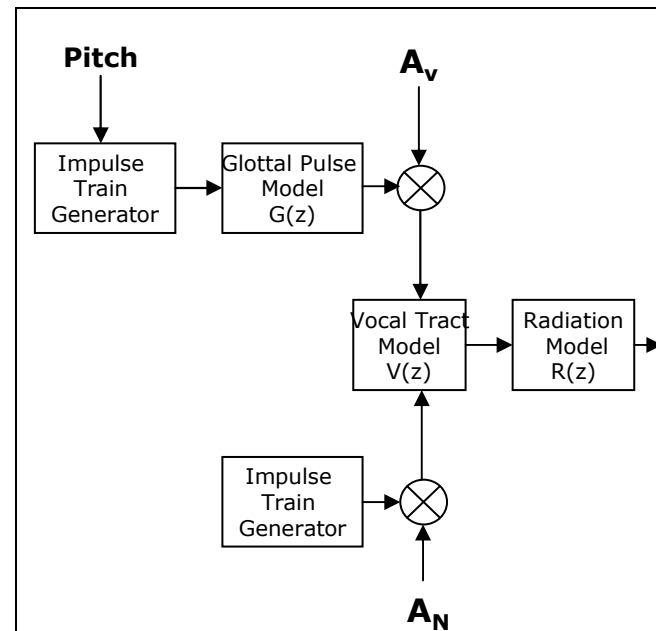 Pitch
A_v
Impulse
Train
Generator
Glottal Pulse
Model
G(z)
Vocal Tract
Model
V(z)
Radiation
Model
R(z)
Impulse
Train
Generator
A_N